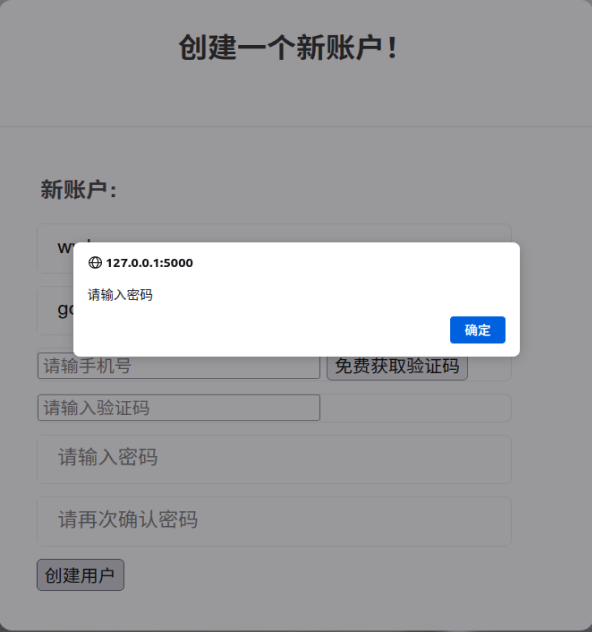 创建一个新账户！
新账户:
127.0.0.1:5000
请输入密码
确定
请输手机号
免费获取验证码
请输入验证码
请输入密码
请再次确认密码
创建用户